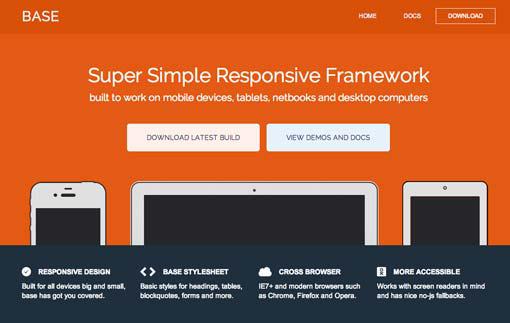 BASE
HOME DOCS DOWNLOAD
Super Simple Responsive Framework
built to work on mobile devices, tablets, netbooks and desktop computers
DOWNLOAD LATEST BUILD
VIEW DEMOS AND DOCS
RESPONSIVE DESIGN
Built for all devices big and small,
base has got you covered.
BASE STYLESHEET
Basic styles for headings, tables,
blockquotes, forms and more.
CROSS BROWSER
IE7+ and modern browsers such
as Chrome, Firefox and Opera.
MORE ACCESSIBLE
Works with screen readers in mind
and has nice no-js fallbacks.